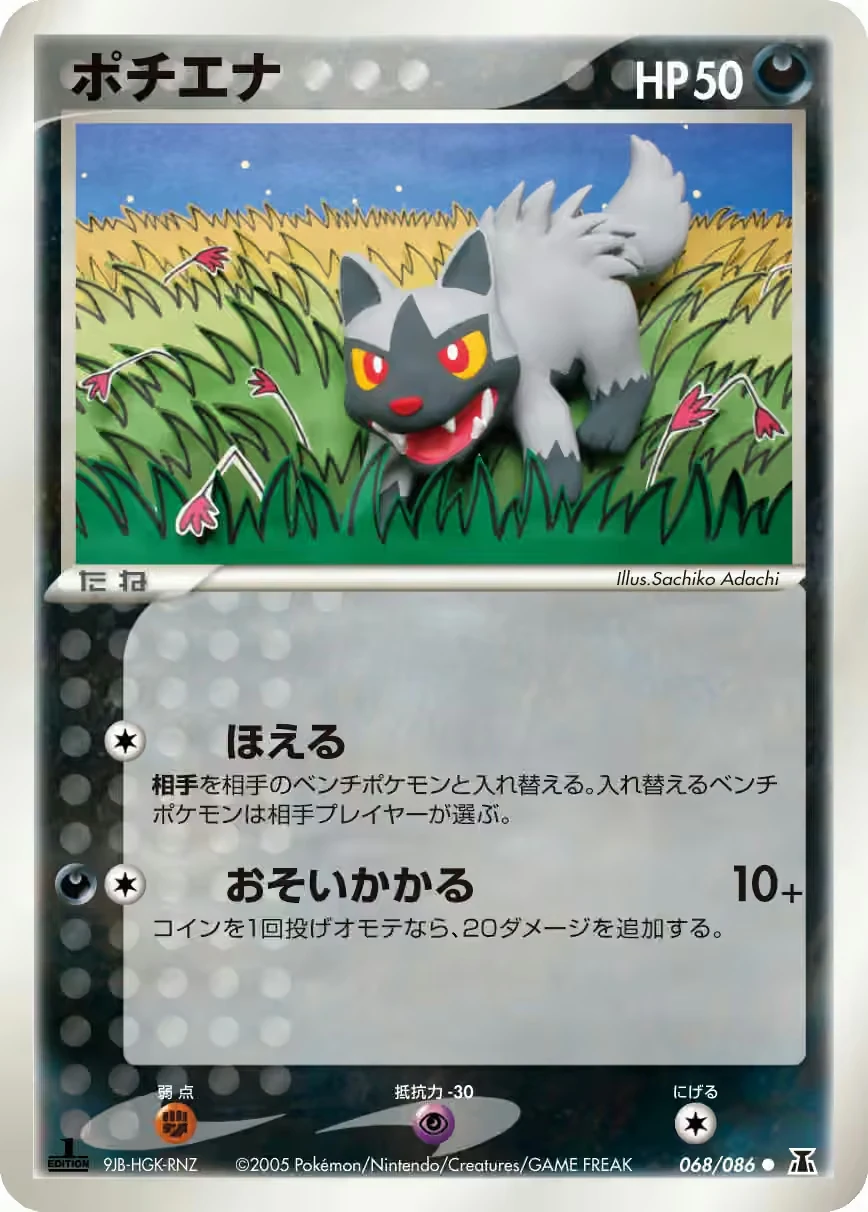 ポチエナ
HP50
たね
Illus.Sachiko Adachi
ほえる
相手を相手のベンチポケモンと入れ替える。入れ替えるベンチ
ポケモンは相手プレイヤーが選ぶ。
おそいかかる 10+
コインを1回投げオモテなら、20ダメージを追加する。
弱点 抵抗力 -30 にげる
1 EDITION 9JB-HGK-RNZ ©2005 Pokémon/Nintendo/Creatures/GAME FREAK 068/086